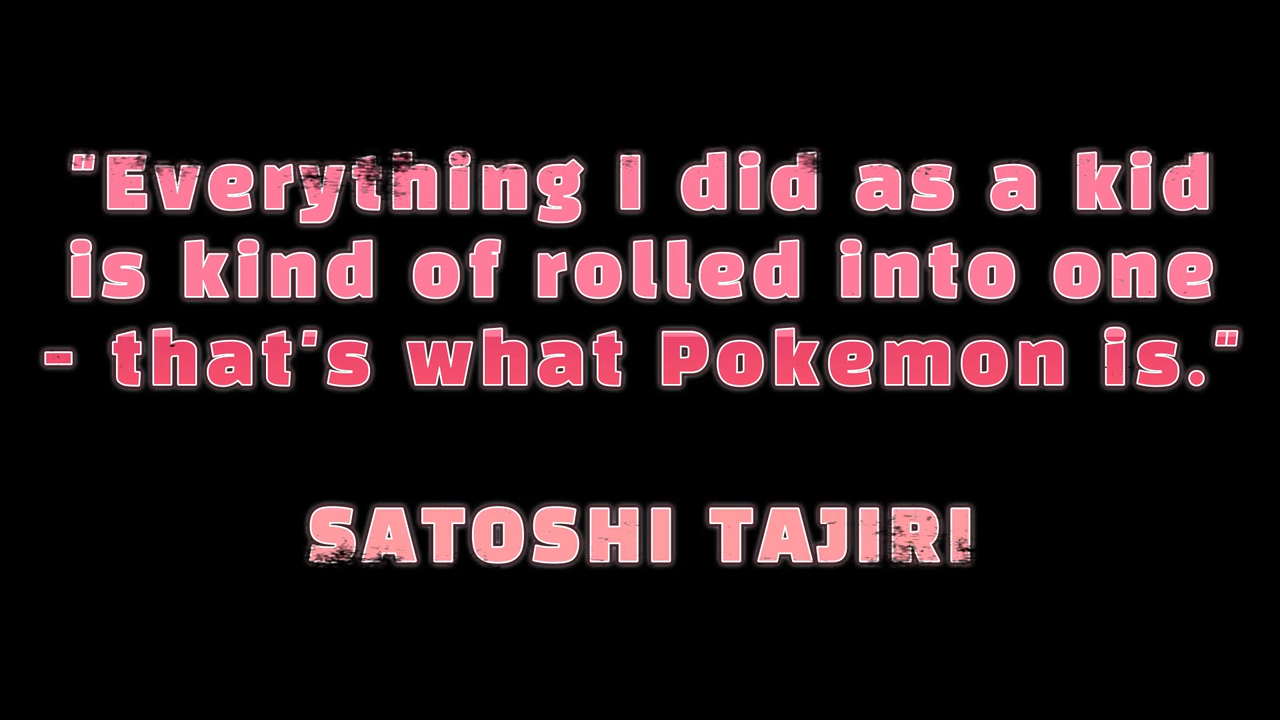 "Everything I did as a kid
is kind of rolled into one
- that's what Pokemon is."
SATOSHI TAJIRI